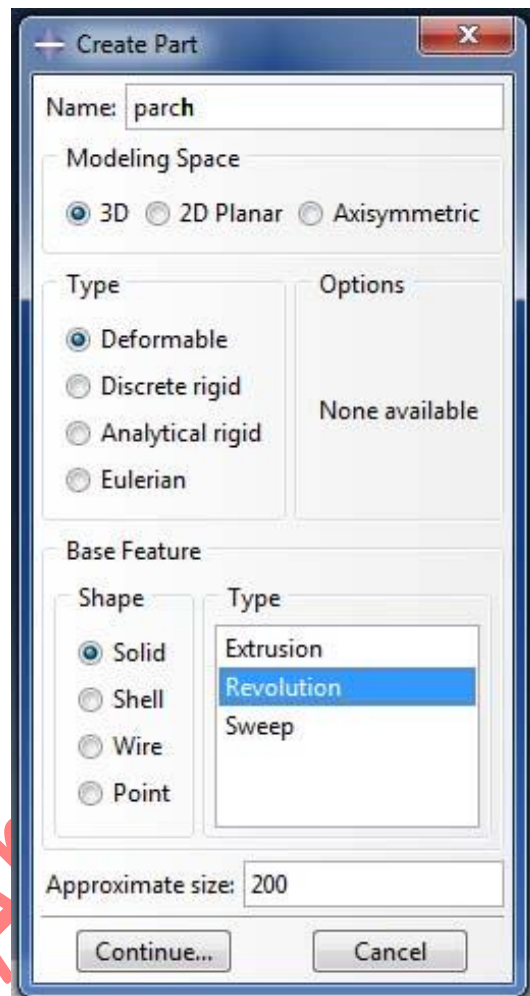 Create Part
Name: parch
Modeling Space
3D 2D Planar Axisymmetric
Type
Deformable
Discrete rigid
Analytical rigid
Eulerian
Options
None available
Base Feature
Shape
Solid
Shell
Wire
Point
Type
Extrusion
Revolution
Sweep
Approximate size: 200
Continue... Cancel